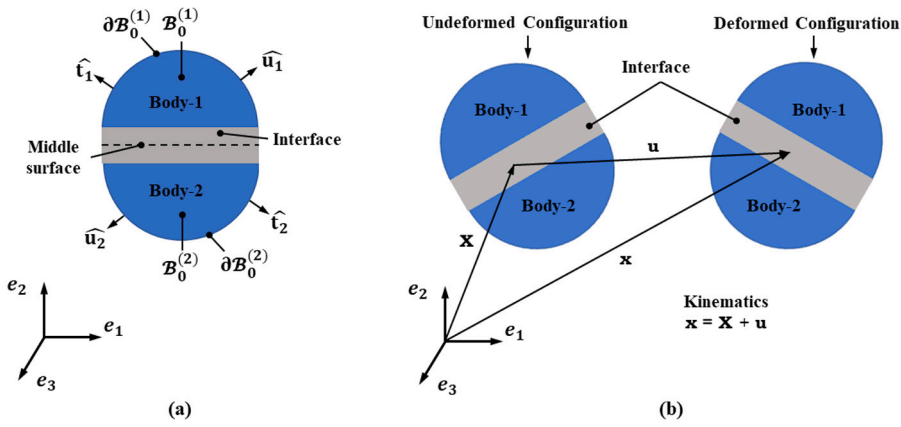 ∂𝓑₀⁽¹⁾ 𝓑₀⁽¹⁾
t̂₁ û₁
Body-1
Middle surface
Interface
Body-2
û₂ t̂₂
𝓑₀⁽²⁾ ∂𝓑₀⁽²⁾
e₂
e₁
e₃
(a)
Undeformed Configuration
Deformed Configuration
Interface
Body-1
Body-1
u
Body-2
Body-2
X
x
e₂
e₁
e₃
Kinematics
x = X + u
(b)